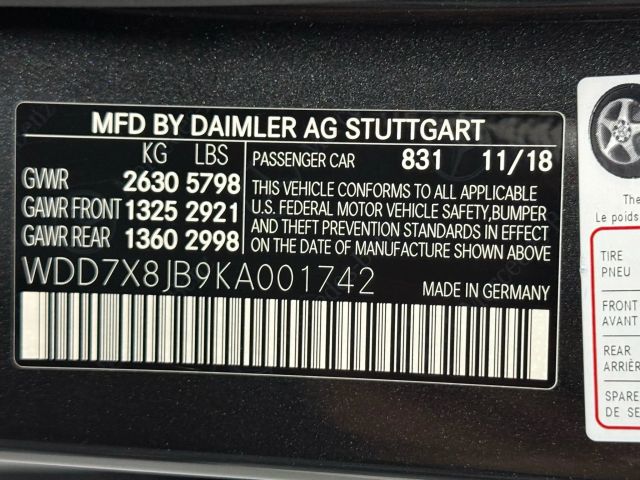 MFD BY DAIMLER AG STUTTGART
KG LBS
GVWR 2630 5798
GAWR FRONT 1325 2921
GAWR REAR 1360 2998
PASSENGER CAR 831 11/18
THIS VEHICLE CONFORMS TO ALL APPLICABLE
U.S. FEDERAL MOTOR VEHICLE SAFETY,BUMPER
AND THEFT PREVENTION STANDARDS IN EFFECT
ON THE DATE OF MANUFACTURE SHOWN ABOVE
WDD7X8JB9KA001742
MADE IN GERMANY
The
Le poids
TIRE
PNEU
FRONT
AVANT
REAR
ARRIÈR
SPARE
DE SE